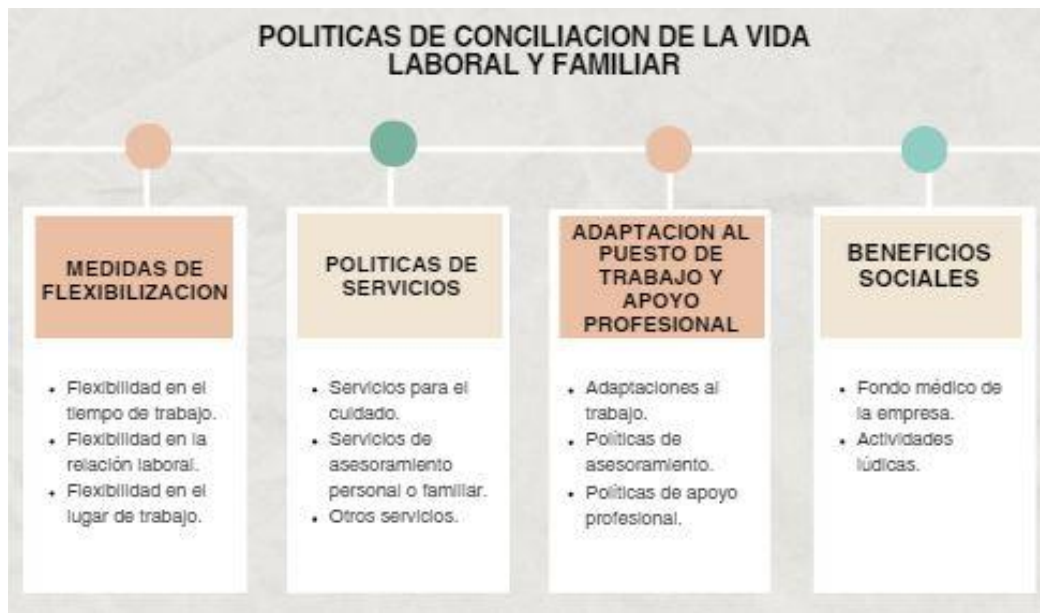 POLITICAS DE CONCILIACION DE LA VIDA
LABORAL Y FAMILIAR
MEDIDAS DE
FLEXIBILIZACION
• Flexibilidad en el
tiempo de trabajo.
• Flexibilidad en la
relación laboral.
• Flexibilidad en el
lugar de trabajo.
POLITICAS DE
SERVICIOS
• Servicios para el
cuidado.
• Servicios de
asesoramiento
personal o familiar.
• Otros servicios.
ADAPTACION AL
PUESTO DE
TRABAJO Y
APOYO
PROFESIONAL
• Adaptaciones al
trabajo.
• Políticas de
asesoramiento.
• Políticas de apoyo
profesional.
BENEFICIOS
SOCIALES
• Fondo médico de
la empresa.
• Actividades
lúdicas.